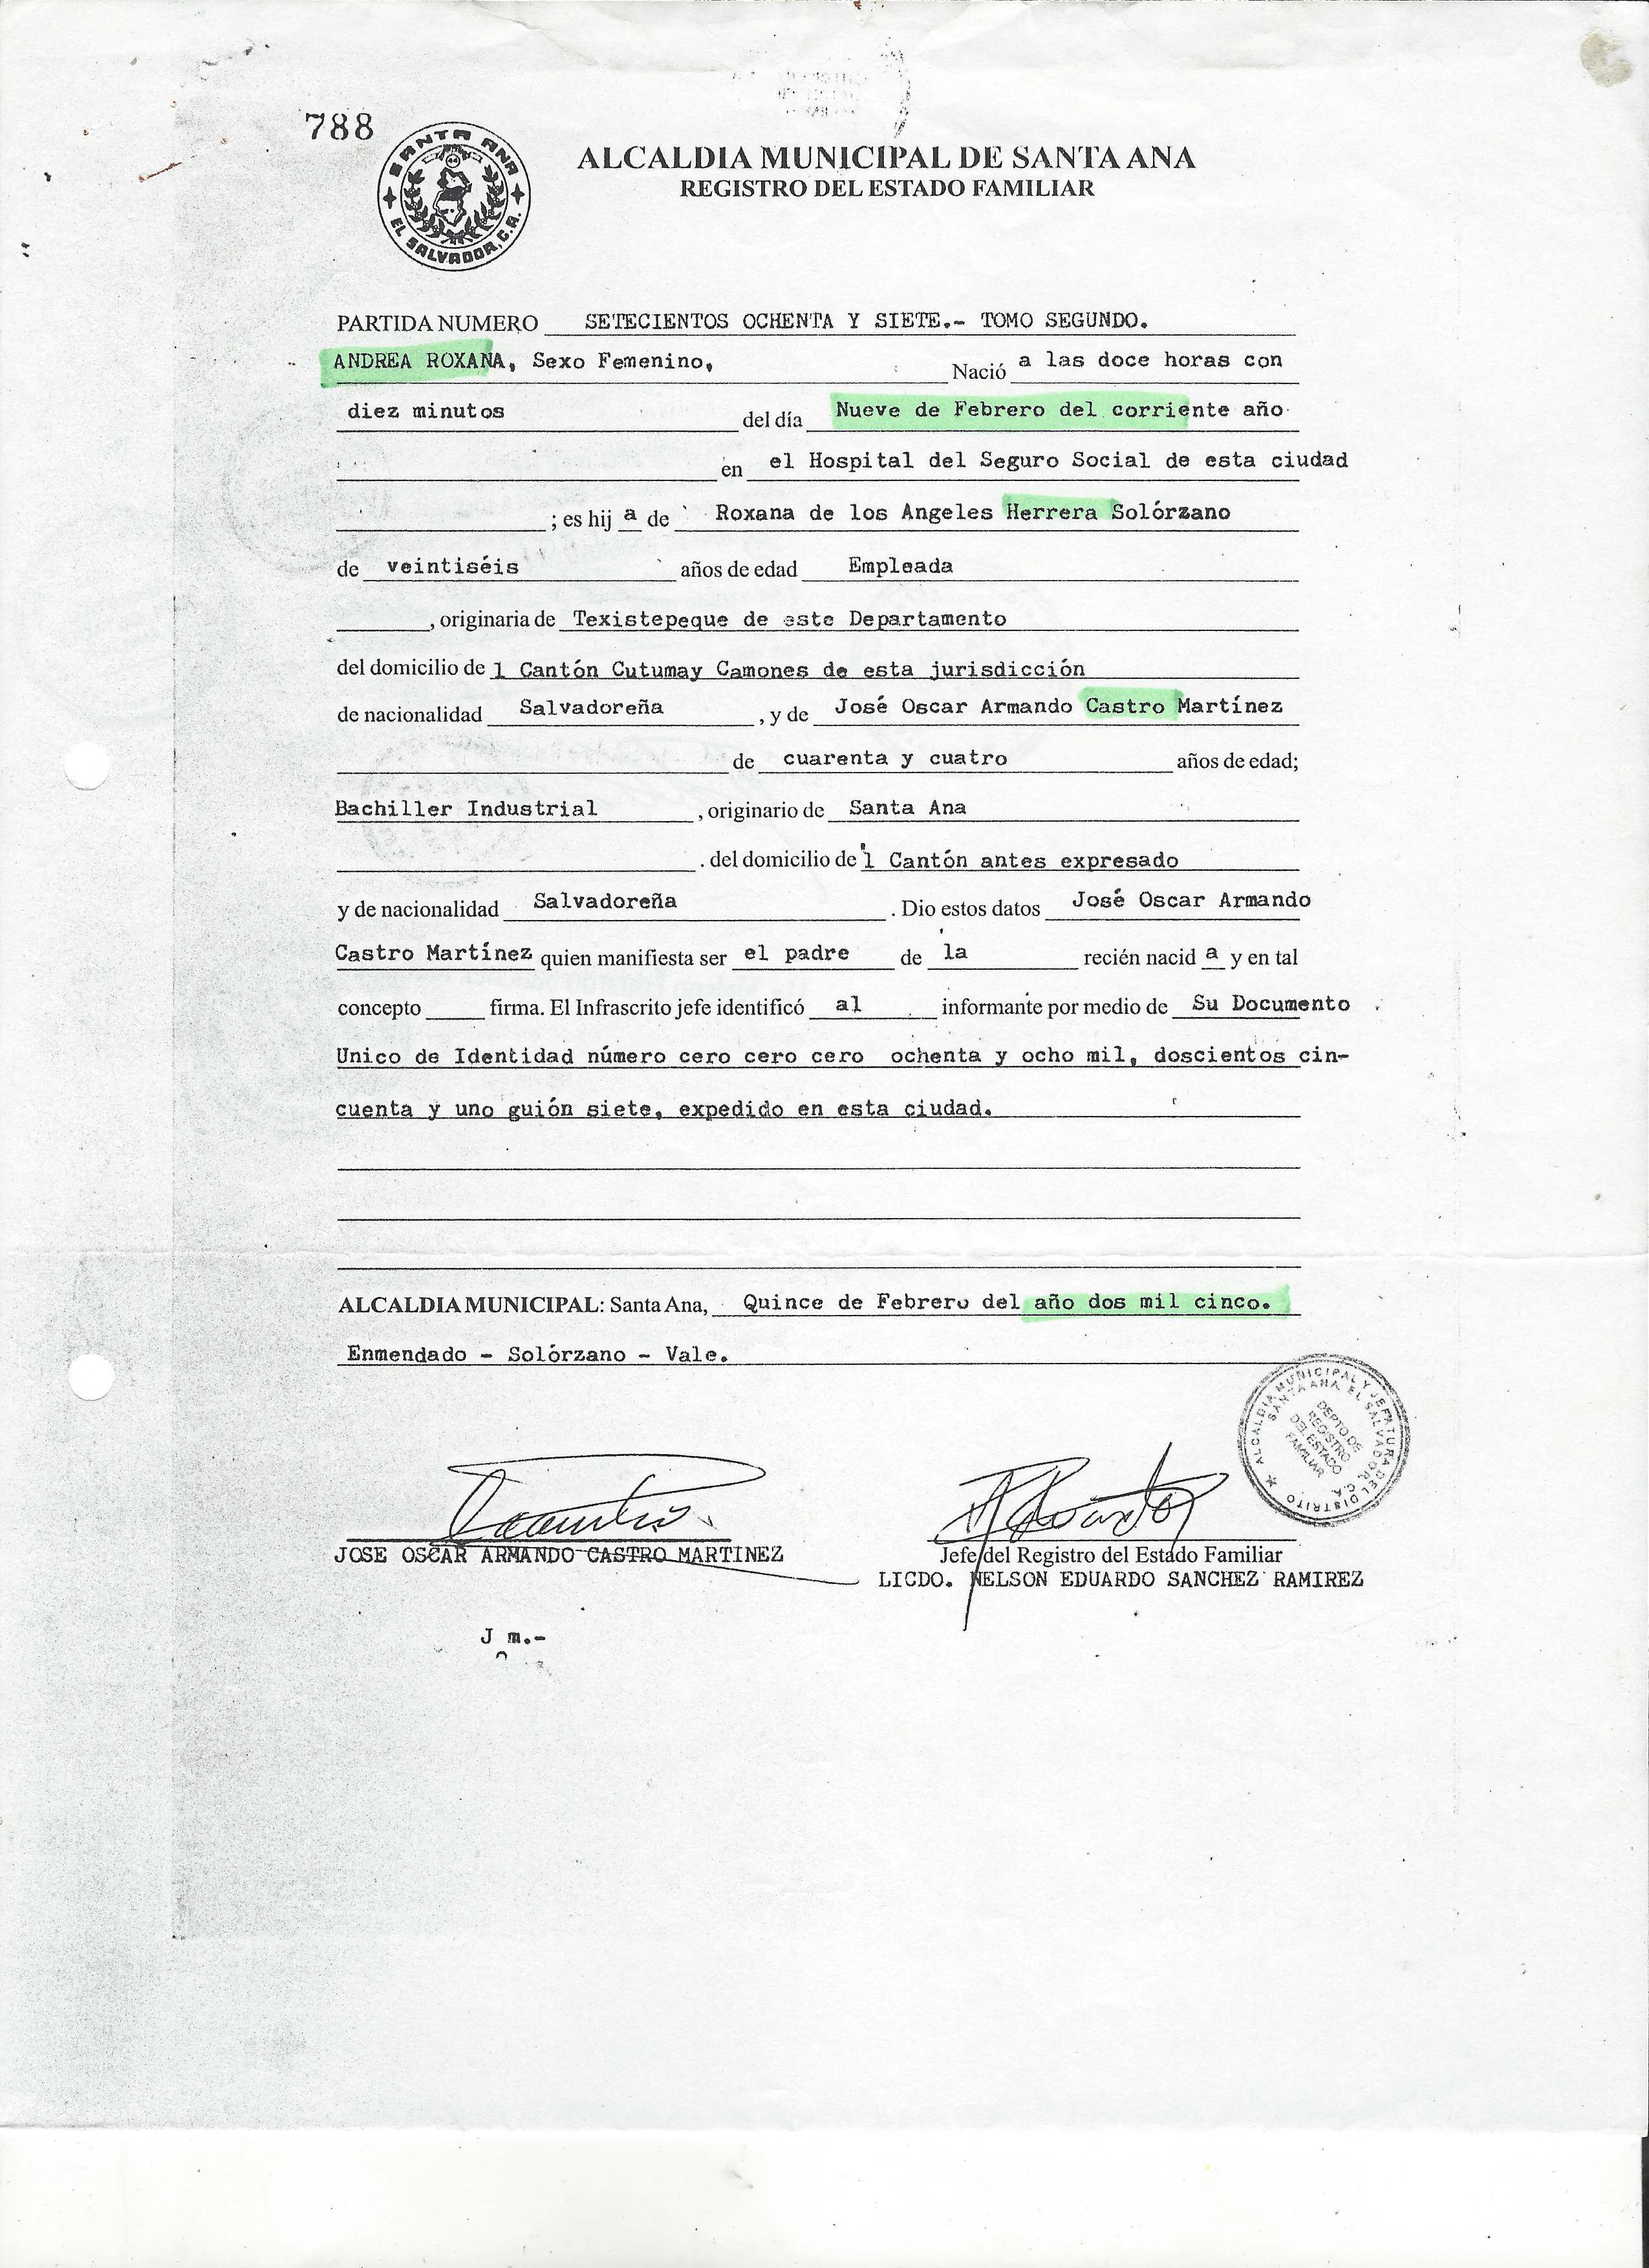 788
SANTA ANA
EL SALVADOR, C.A.
ALCALDIA MUNICIPAL DE SANTA ANA
REGISTRO DEL ESTADO FAMILIAR
PARTIDA NUMERO SETECIENTOS OCHENTA Y SIETE.- TOMO SEGUNDO.
ANDREA ROXANA, Sexo Femenino, Nació a las doce horas con
diez minutos del día Nueve de Febrero del corriente año
en el Hospital del Seguro Social de esta ciudad
; es hij a de Roxana de los Angeles Herrera Solórzano
de veintiséis años de edad Empleada
, originaria de Texistepeque de este Departamento
del domicilio de l Cantón Cutumay Camones de esta jurisdicción
de nacionalidad Salvadoreña , y de José Oscar Armando Castro Martínez
de cuarenta y cuatro años de edad;
Bachiller Industrial , originario de Santa Ana
. del domicilio de l Cantón antes expresado
y de nacionalidad Salvadoreña . Dio estos datos José Oscar Armando
Castro Martínez quien manifiesta ser el padre de la recién nacid a y en tal
concepto firma. El Infrascrito jefe identificó al informante por medio de Su Documento
Unico de Identidad número cero cero cero ochenta y ocho mil, doscientos cin-
cuenta y uno guión siete, expedido en esta ciudad.
ALCALDIA MUNICIPAL: Santa Ana, Quince de Febrero del año dos mil cinco.
Enmendado - Solórzano - Vale.
ALCALDIA MUNICIPAL Y JEFATURA DEL DISTRITO
SANTA ANA, EL SALVADOR, C.A.
DEPTO DE
REGISTRO
DEL ESTADO
FAMILIAR
JOSE OSCAR ARMANDO CASTRO MARTINEZ
Jefe del Registro del Estado Familiar
LICDO. NELSON EDUARDO SANCHEZ RAMIREZ
J m.-